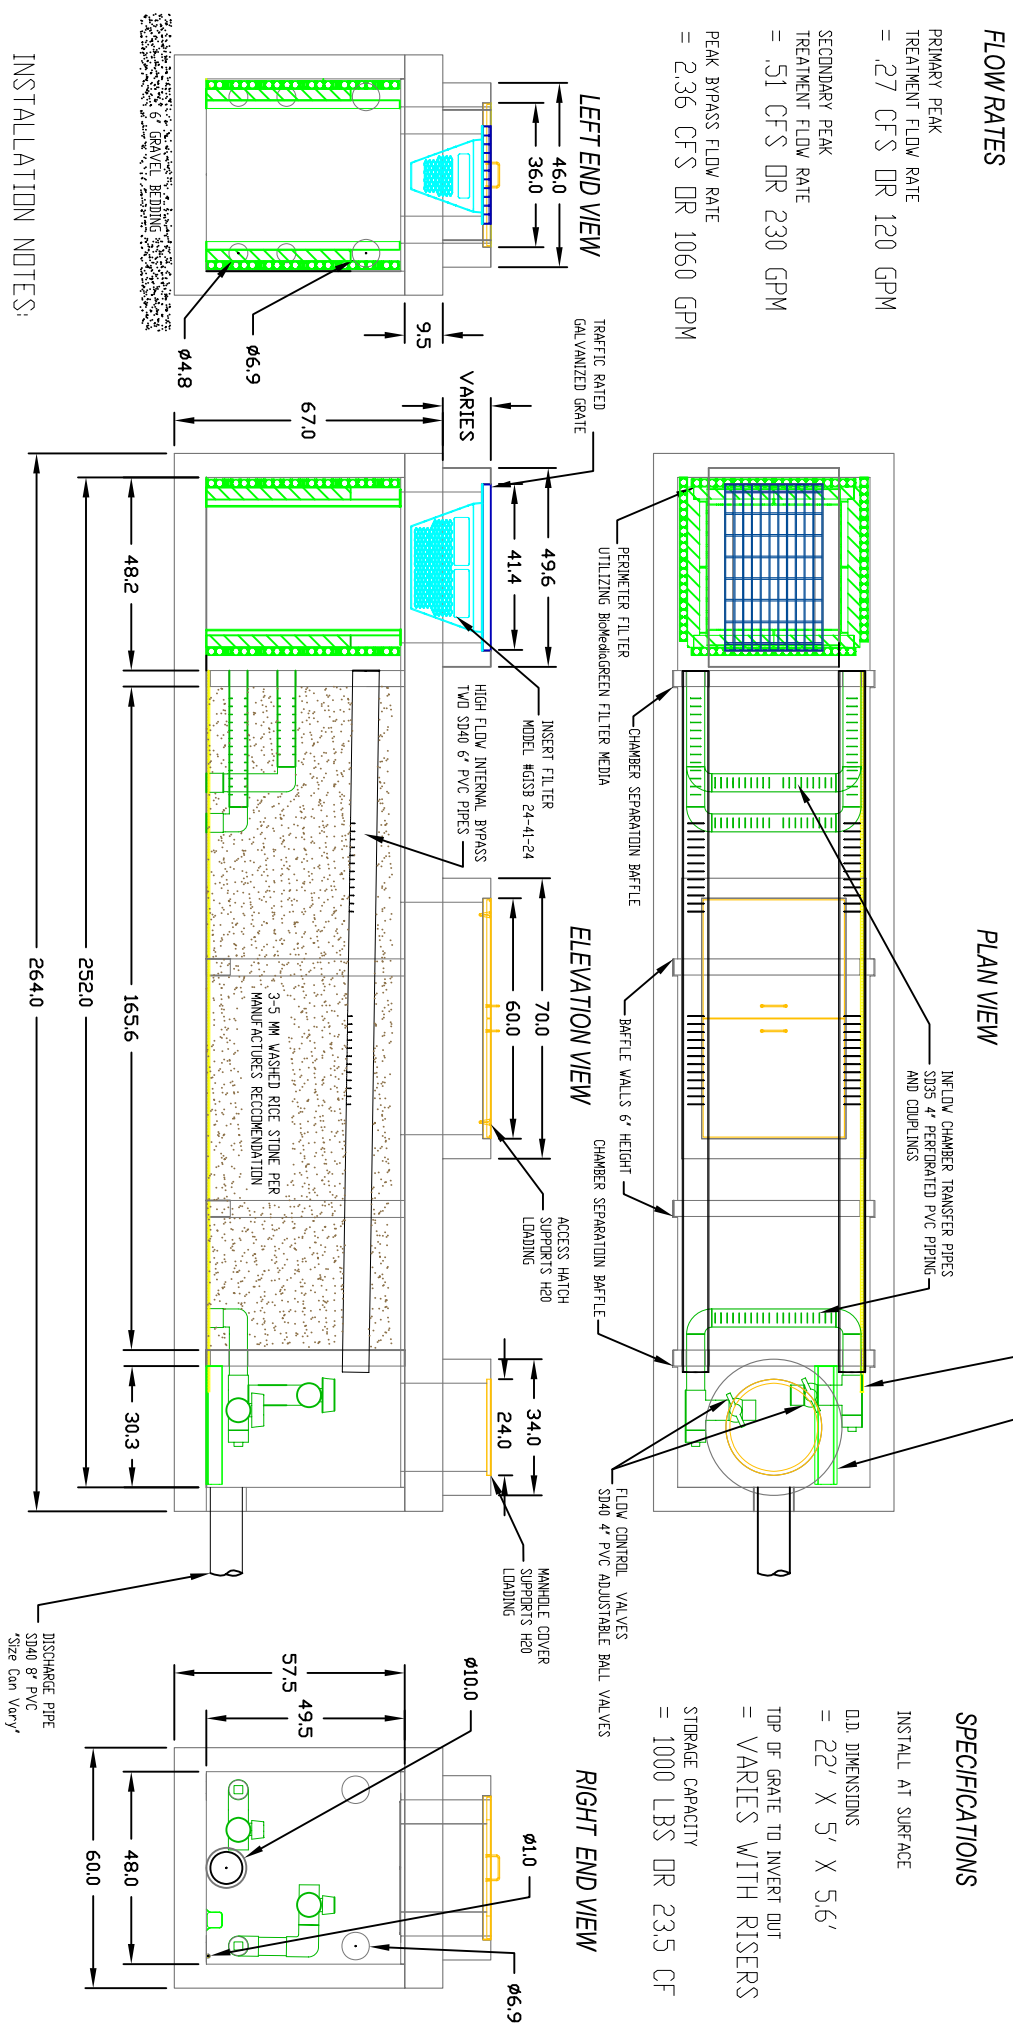 FLOW RATES
PRIMARY PEAK
TREATMENT FLOW RATE
= .27 CFS OR 120 GPM
SECONDARY PEAK
TREATMENT FLOW RATE
= .51 CFS OR 230 GPM
PEAK BYPASS FLOW RATE
= 2.36 CFS OR 1060 GPM
PLAN VIEW
INFLOW CHAMBER TRANSFER PIPES
SD35 4" PERFORATED PVC PIPING
AND COUPLINGS
PERIMETER FILTER
UTILIZING BioMediaGREEN FILTER MEDIA
CHAMBER SEPARATOIN BAFFLE
BAFFLE WALLS 6" HEIGHT
CHAMBER SEPARATOIN BAFFLE
FLOW CONTROL VALVES
SD40 4" PVC ADJUSTABLE BALL VALVES
SPECIFICATIONS
INSTALL AT SURFACE
O.D. DIMENSIONS
= 22' X 5' X 5.6'
TOP OF GRATE TO INVERT OUT
= VARIES WITH RISERS
STORAGE CAPACITY
= 1000 LBS OR 23.5 CF
LEFT END VIEW
46.0
36.0
9.5
Ø6.9
Ø4.8
6" GRAVEL BEDDING
TRAFFIC RATED
GALVANIZED GRATE
VARIES
67.0
49.6
41.4
48.2
INSERT FILTER
MODEL #GISB 24-41-24
HIGH FLOW INTERNAL BYPASS
TWO SD40 6" PVC PIPES
ELEVATION VIEW
70.0
60.0
ACCESS HATCH
SUPPORTS H20
LOADING
3-5 MM WASHED RICE STONE PER
MANUFACTURES RECCOMENDATION
165.6
252.0
264.0
34.0
24.0
30.3
MANHOLE COVER
SUPPORTS H20
LOADING
DISCHARGE PIPE
SD40 8" PVC
"Size Can Vary"
RIGHT END VIEW
Ø10.0
Ø1.0
Ø6.9
57.5
49.5
48.0
60.0
INSTALLATION NOTES: